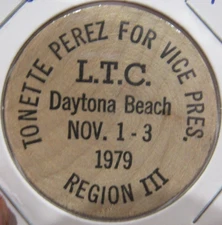 TONETTE PEREZ FOR VICE PRES.
L.T.C.
Daytona Beach
NOV. 1 - 3
1979
REGION III